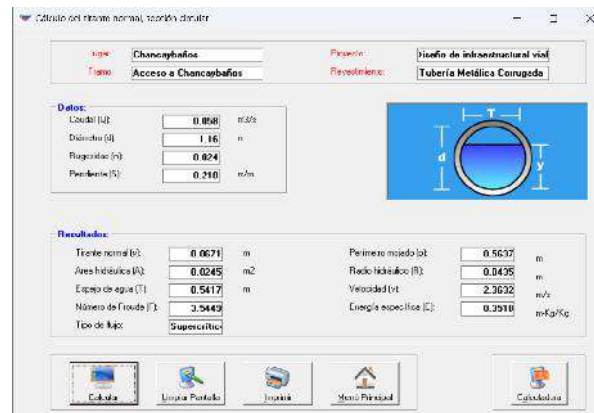 Cálculo del tirante normal, sección circular
Lugar: Chancaybaños Proyecto: Diseño de infraestructural vial
Tramo: Acceso a Chancaybaños Revestimiento: Tubería Metálica Corrugada
Datos:
Caudal (Q): 0.058 m3/s
Diámetro (d): 1.16 m
Rugosidad (n): 0.024
Pendiente (S): 0.210 m/m
T
d
y
Resultados:
Tirante normal (y): 0.0671 m Perímetro mojado (p): 0.5637 m
Area hidráulica (A): 0.0245 m2 Radio hidráulico (R): 0.0435 m
Espejo de agua (T): 0.5417 m Velocidad (v): 2.3632 m/s
Número de Froude (F): 3.5449 Energía específica (E): 0.3518 m-Kg/Kg
Tipo de flujo: Supercrítico
Calcular Limpiar Pantalla Imprimir Menú Principal Calculadora